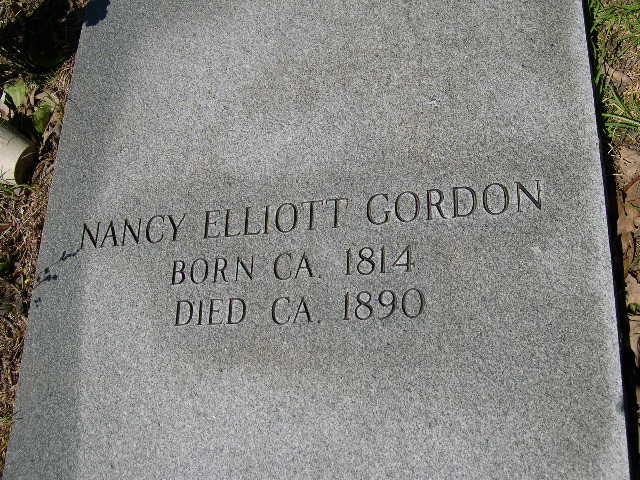 NANCY ELLIOTT GORDON
BORN CA. 1814
DIED CA. 1890